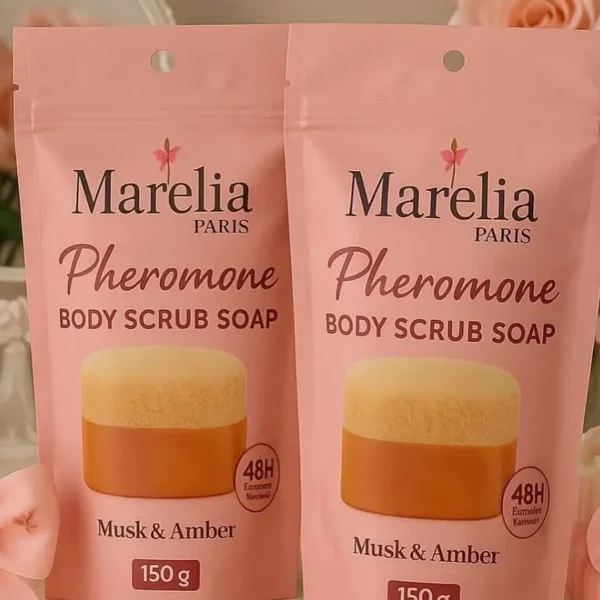 Marelia
PARIS
Pheromone
BODY SCRUB SOAP
48H
Musk & Amber
150 g
Marelia
PARIS
Pheromone
BODY SCRUB SOAP
48H
Musk & Amber
150 g